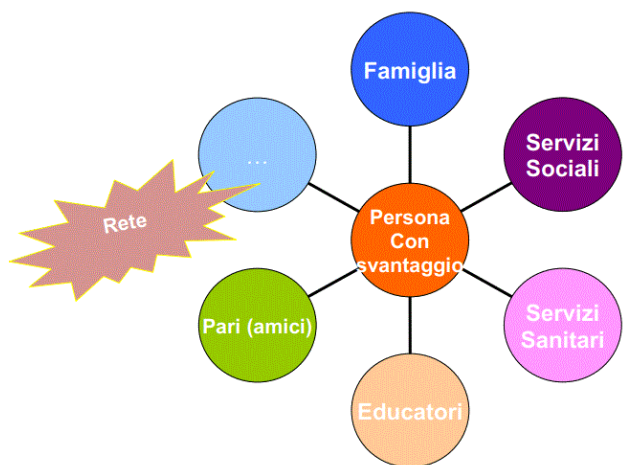 Famiglia
...
Servizi
Sociali
Rete
Persona
Con
svantaggio
Pari (amici)
Servizi
Sanitari
Educatori